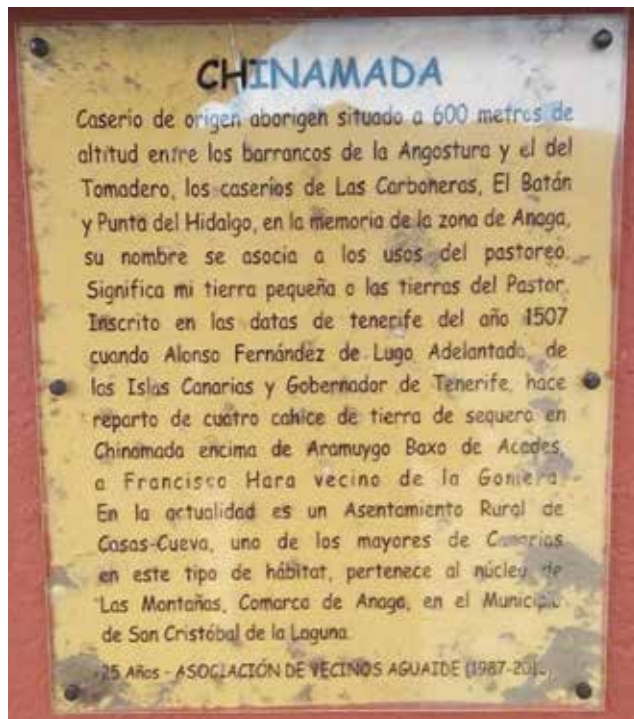 CHINAMADA
Caserio de origen aborigen situado a 600 metros de
altitud entre los barrancos de la Angostura y el del
Tomadero, los caserios de Las Carboneras, El Batán
y Punta del Hidalgo, en la memoria de la zona de Anaga,
su nombre se asocia a los usos del pastoreo.
Significa mi tierra pequeña o las tierras del Pastor.
Inscrito en las datas de tenerife del año 1507
cuando Alonso Fernández de Lugo Adelantado, de
las Islas Canarias y Gobernador de Tenerife, hace
reparto de cuatro cahice de tierra de sequero en
Chinamada encima de Aramuygo Baxo de Acades,
a Francisco Hara vecino de la Gomera
En la actualidad es un Asentamiento Rural de
Casas-Cueva, uno de los mayores de Canarias
en este tipo de hábitat, pertenece al núcleo de
Las Montañas, Comarca de Anaga, en el Municipio
de San Cristóbal de la Laguna
25 Años - ASOCIACIÓN DE VECINOS AGUAIDE